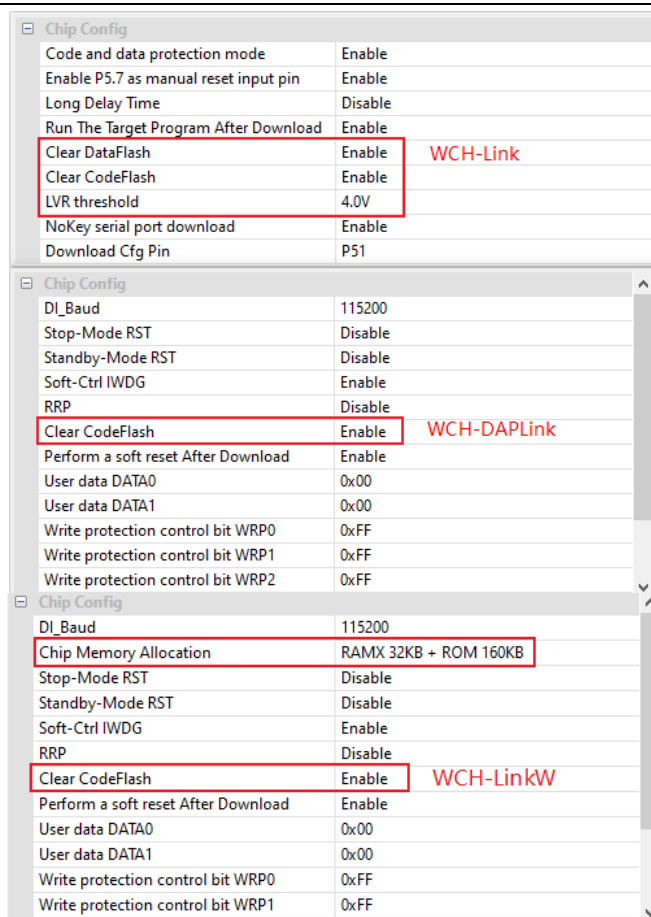 Chip Config
Code and data protection mode Enable
Enable P5.7 as manual reset input pin Enable
Long Delay Time Disable
Run The Target Program After Download Enable
Clear DataFlash Enable WCH-Link
Clear CodeFlash Enable
LVR threshold 4.0V
NoKey serial port download Enable
Download Cfg Pin P51
Chip Config
DI_Baud 115200
Stop-Mode RST Disable
Standby-Mode RST Disable
Soft-Ctrl IWDG Enable
RRP Disable
Clear CodeFlash Enable WCH-DAPLink
Perform a soft reset After Download Enable
User data DATA0 0x00
User data DATA1 0x00
Write protection control bit WRP0 0xFF
Write protection control bit WRP1 0xFF
Write protection control bit WRP2 0xFF
Chip Config
DI_Baud 115200
Chip Memory Allocation RAMX 32KB + ROM 160KB
Stop-Mode RST Disable
Standby-Mode RST Disable
Soft-Ctrl IWDG Enable
RRP Disable
Clear CodeFlash Enable WCH-LinkW
Perform a soft reset After Download Enable
User data DATA0 0x00
User data DATA1 0x00
Write protection control bit WRP0 0xFF
Write protection control bit WRP1 0xFF